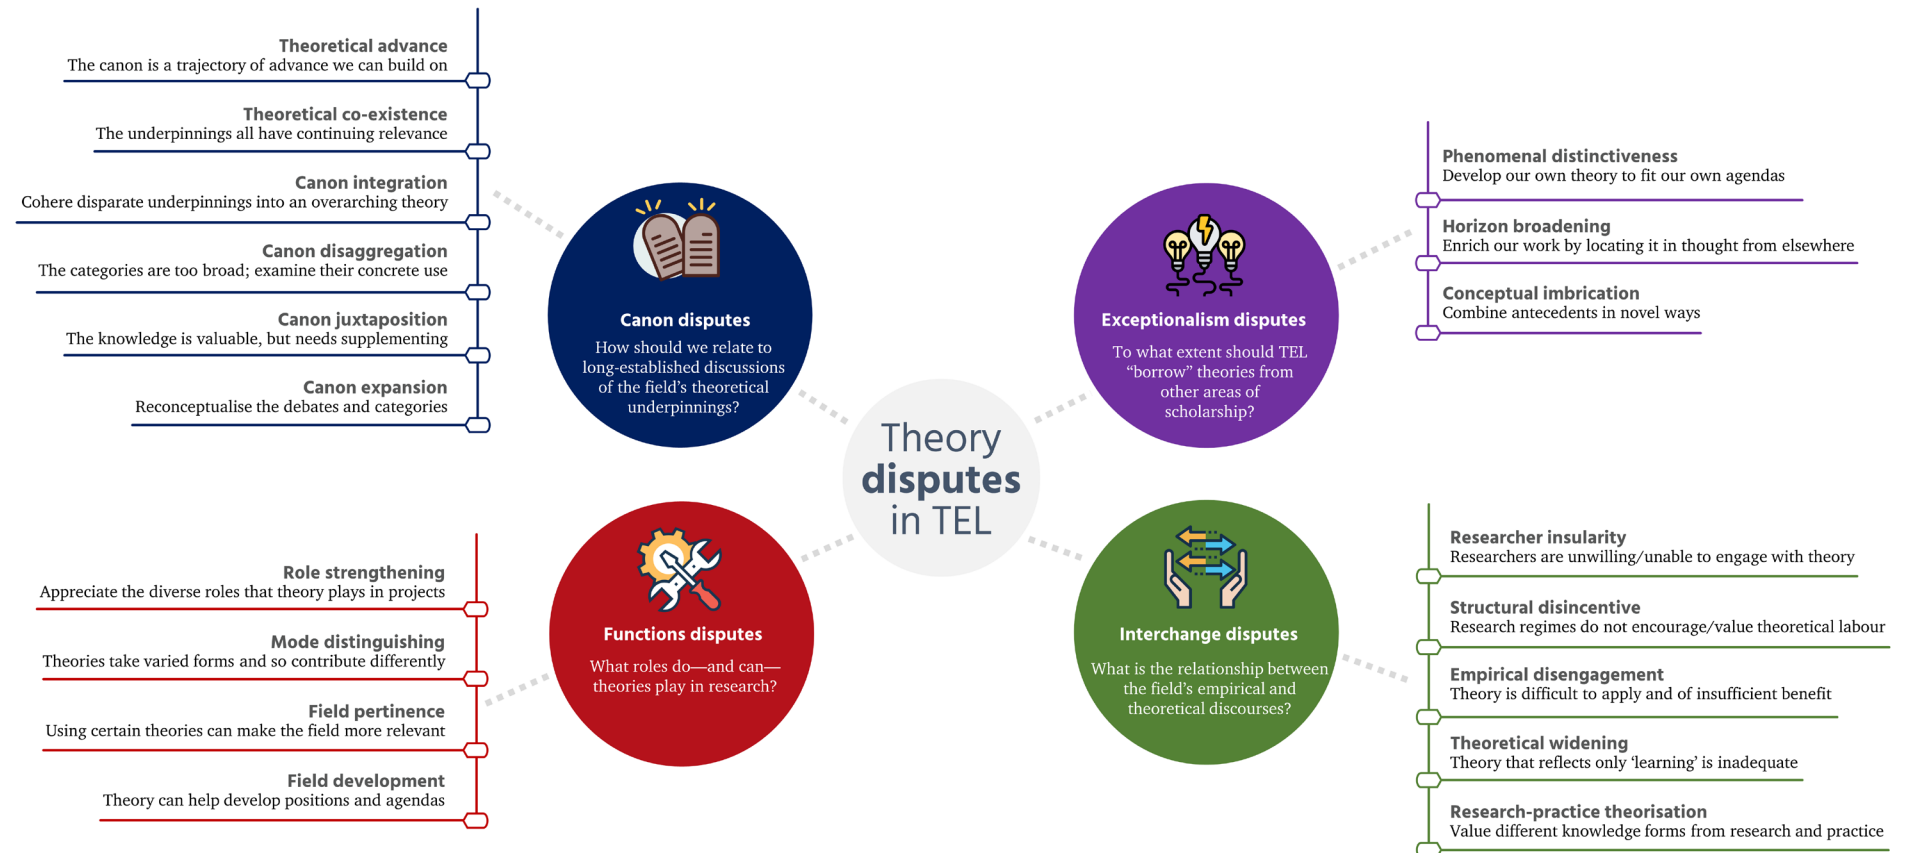 Theoretical advance
The canon is a trajectory of advance we can build on
Theoretical co-existence
The underpinnings all have continuing relevance
Canon integration
Cohere disparate underpinnings into an overarching theory
Canon disaggregation
The categories are too broad; examine their concrete use
Canon juxtaposition
The knowledge is valuable, but needs supplementing
Canon expansion
Reconceptualise the debates and categories
Canon disputes
How should we relate to
long-established discussions
of the field’s theoretical
underpinnings?
Exceptionalism disputes
To what extent should TEL
“borrow” theories from
other areas of
scholarship?
Phenomenal distinctiveness
Develop our own theory to fit our own agendas
Horizon broadening
Enrich our work by locating it in thought from elsewhere
Conceptual imbrication
Combine antecedents in novel ways
Theory
disputes
in TEL
Role strengthening
Appreciate the diverse roles that theory plays in projects
Mode distinguishing
Theories take varied forms and so contribute differently
Field pertinence
Using certain theories can make the field more relevant
Field development
Theory can help develop positions and agendas
Functions disputes
What roles do—and can—
theories play in research?
Interchange disputes
What is the relationship between
the field’s empirical and
theoretical discourses?
Researcher insularity
Researchers are unwilling/unable to engage with theory
Structural disincentive
Research regimes do not encourage/value theoretical labour
Empirical disengagement
Theory is difficult to apply and of insufficient benefit
Theoretical widening
Theory that reflects only ‘learning’ is inadequate
Research-practice theorisation
Value different knowledge forms from research and practice